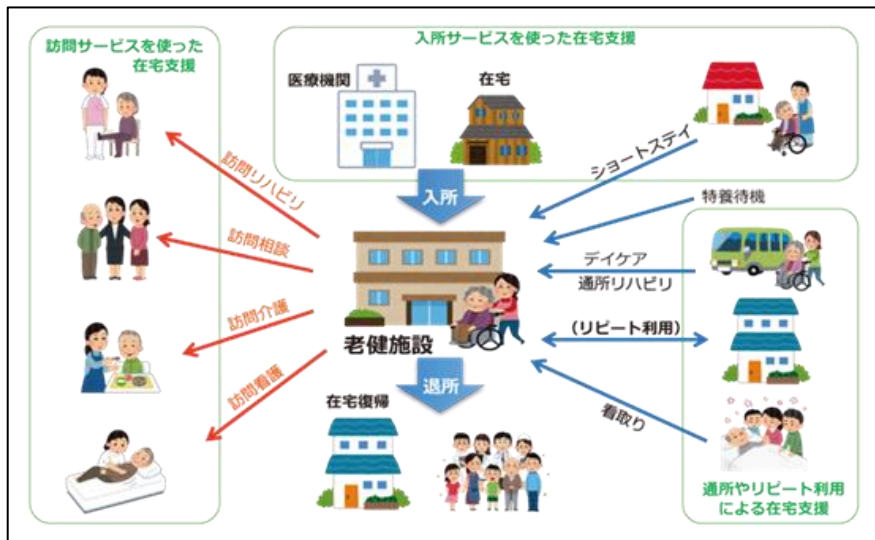 訪問サービスを使った
在宅支援
訪問リハビリ
訪問相談
訪問介護
訪問看護
入所サービスを使った在宅支援
医療機関
在宅
ショートステイ
入所
特養待機
デイケア
通所リハビリ
(リピート利用)
老健施設
看取り
退所
在宅復帰
通所やリピート利用
による在宅支援